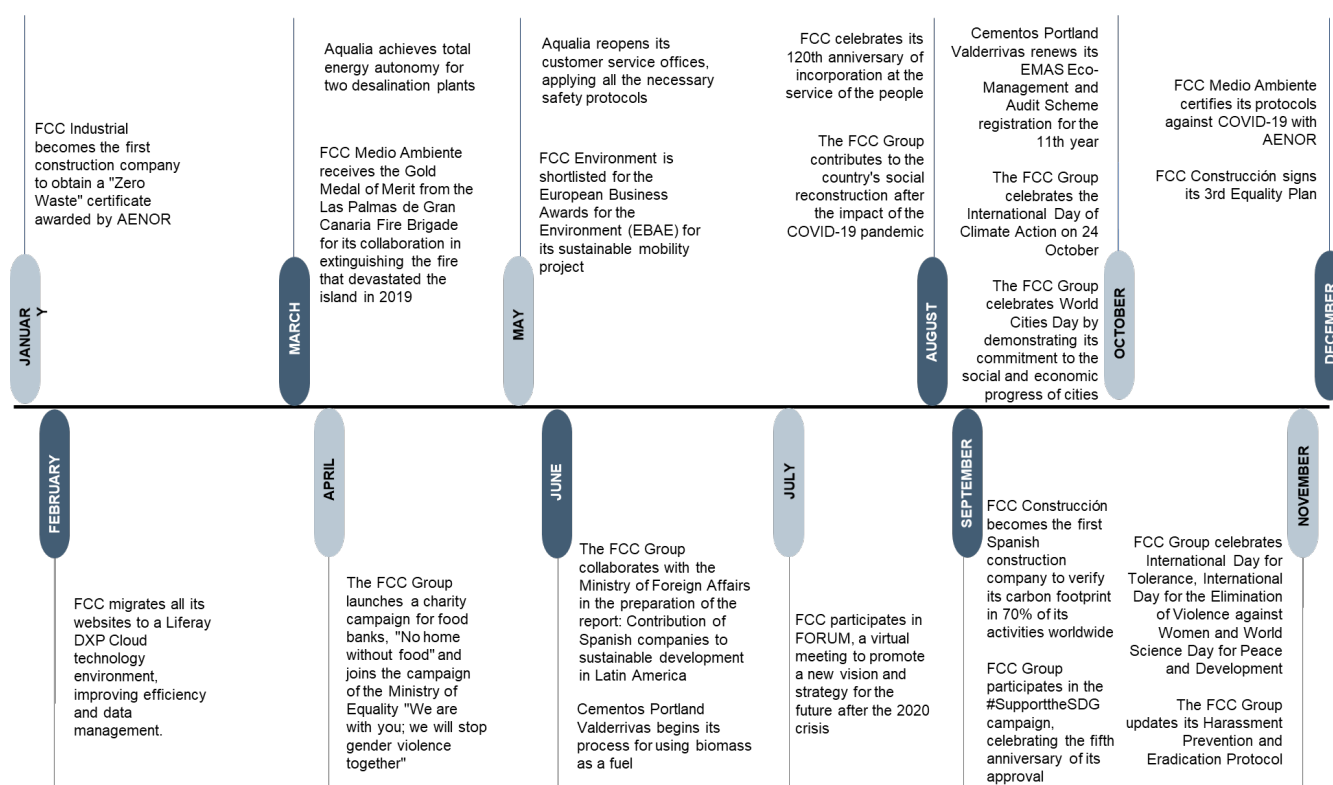 FCC Industrial
becomes the first
construction company
to obtain a "Zero
Waste" certificate
awarded by AENOR
JANUARY
Aqualia achieves total
energy autonomy for
two desalination plants
FCC Medio Ambiente
receives the Gold
Medal of Merit from the
Las Palmas de Gran
Canaria Fire Brigade
for its collaboration in
extinguishing the fire
that devastated the
island in 2019
MARCH
Aqualia reopens its
customer service offices,
applying all the necessary
safety protocols
FCC Environment is
shortlisted for the
European Business
Awards for the
Environment (EBAE) for
its sustainable mobility
project
MAY
FCC celebrates its
120th anniversary of
incorporation at the
service of the people
The FCC Group
contributes to the
country's social
reconstruction after
the impact of the
COVID-19 pandemic
AUGUST
Cementos Portland
Valderrivas renews its
EMAS Eco-
Management and
Audit Scheme
registration for the
11th year
The FCC Group
celebrates the
International Day of
Climate Action on 24
October
The FCC Group
celebrates World
Cities Day by
demonstrating its
commitment to the
social and economic
progress of cities
OCTOBER
FCC Medio Ambiente
certifies its protocols
against COVID-19 with
AENOR
FCC Construcción signs
its 3rd Equality Plan
DECEMBER
FEBRUARY
FCC migrates all its
websites to a Liferay
DXP Cloud
technology
environment,
improving efficiency
and data
management.
APRIL
The FCC Group
launches a charity
campaign for food
banks, "No home
without food" and
joins the campaign
of the Ministry of
Equality "We are
with you; we will stop
gender violence
together"
JUNE
The FCC Group
collaborates with the
Ministry of Foreign Affairs
in the preparation of the
report: Contribution of
Spanish companies to
sustainable development
in Latin America
Cementos Portland
Valderrivas begins its
process for using biomass
as a fuel
JULY
FCC participates in
FORUM, a virtual
meeting to promote
a new vision and
strategy for the
future after the 2020
crisis
SEPTEMBER
FCC Construcción
becomes the first
Spanish
construction
company to verify
its carbon footprint
in 70% of its
activities worldwide
FCC Group
participates in the
#SupporttheSDG
campaign,
celebrating the fifth
anniversary of its
approval
NOVEMBER
FCC Group celebrates
International Day for
Tolerance, International
Day for the Elimination
of Violence against
Women and World
Science Day for Peace
and Development
The FCC Group
updates its Harassment
Prevention and
Eradication Protocol